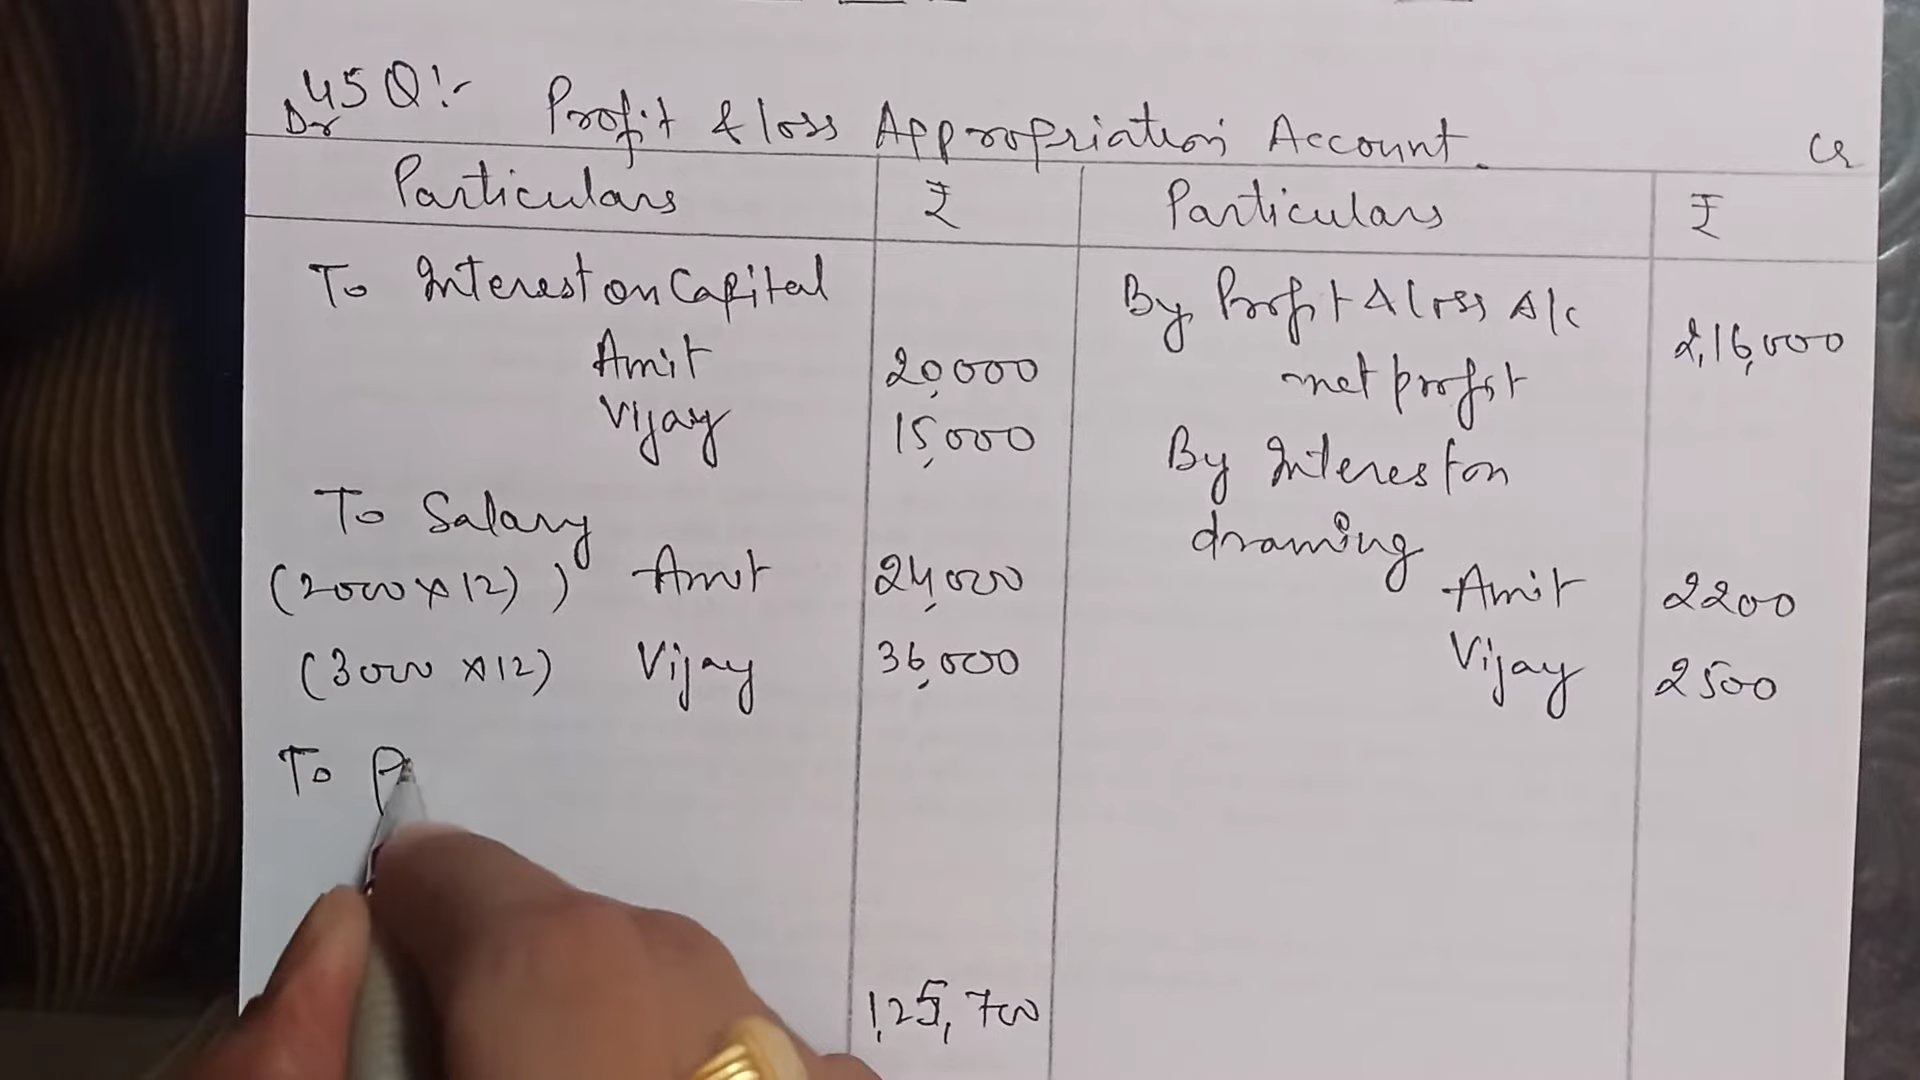 45 Q:-
Dr Profit & loss Appropriation Account. Cr
Particulars ₹ Particulars ₹
To Interest on Capital
Amit 20,000
Vijay 15,000
To Salary
(2000 × 12) ) Amit 24,000
(3000 × 12) Vijay 36,000
To P
1,25,700
By Profit & Loss A/c 2,16,000
net profit
By Interest on
drawing
Amit 2200
Vijay 2500